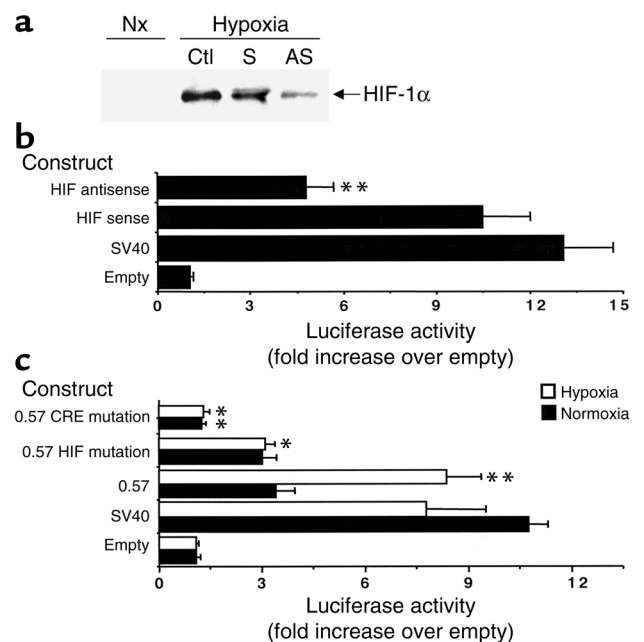 a
Nx Hypoxia
Ctl S AS
HIF-1α
b
Construct
HIF antisense
**
HIF sense
SV40
Empty
0 3 6 9 12 15
Luciferase activity
(fold increase over empty)
c
Construct
Hypoxia
Normoxia
0.57 CRE mutation
*
*
0.57 HIF mutation
*
0.57
**
SV40
Empty
0 3 6 9 12
Luciferase activity
(fold increase over empty)